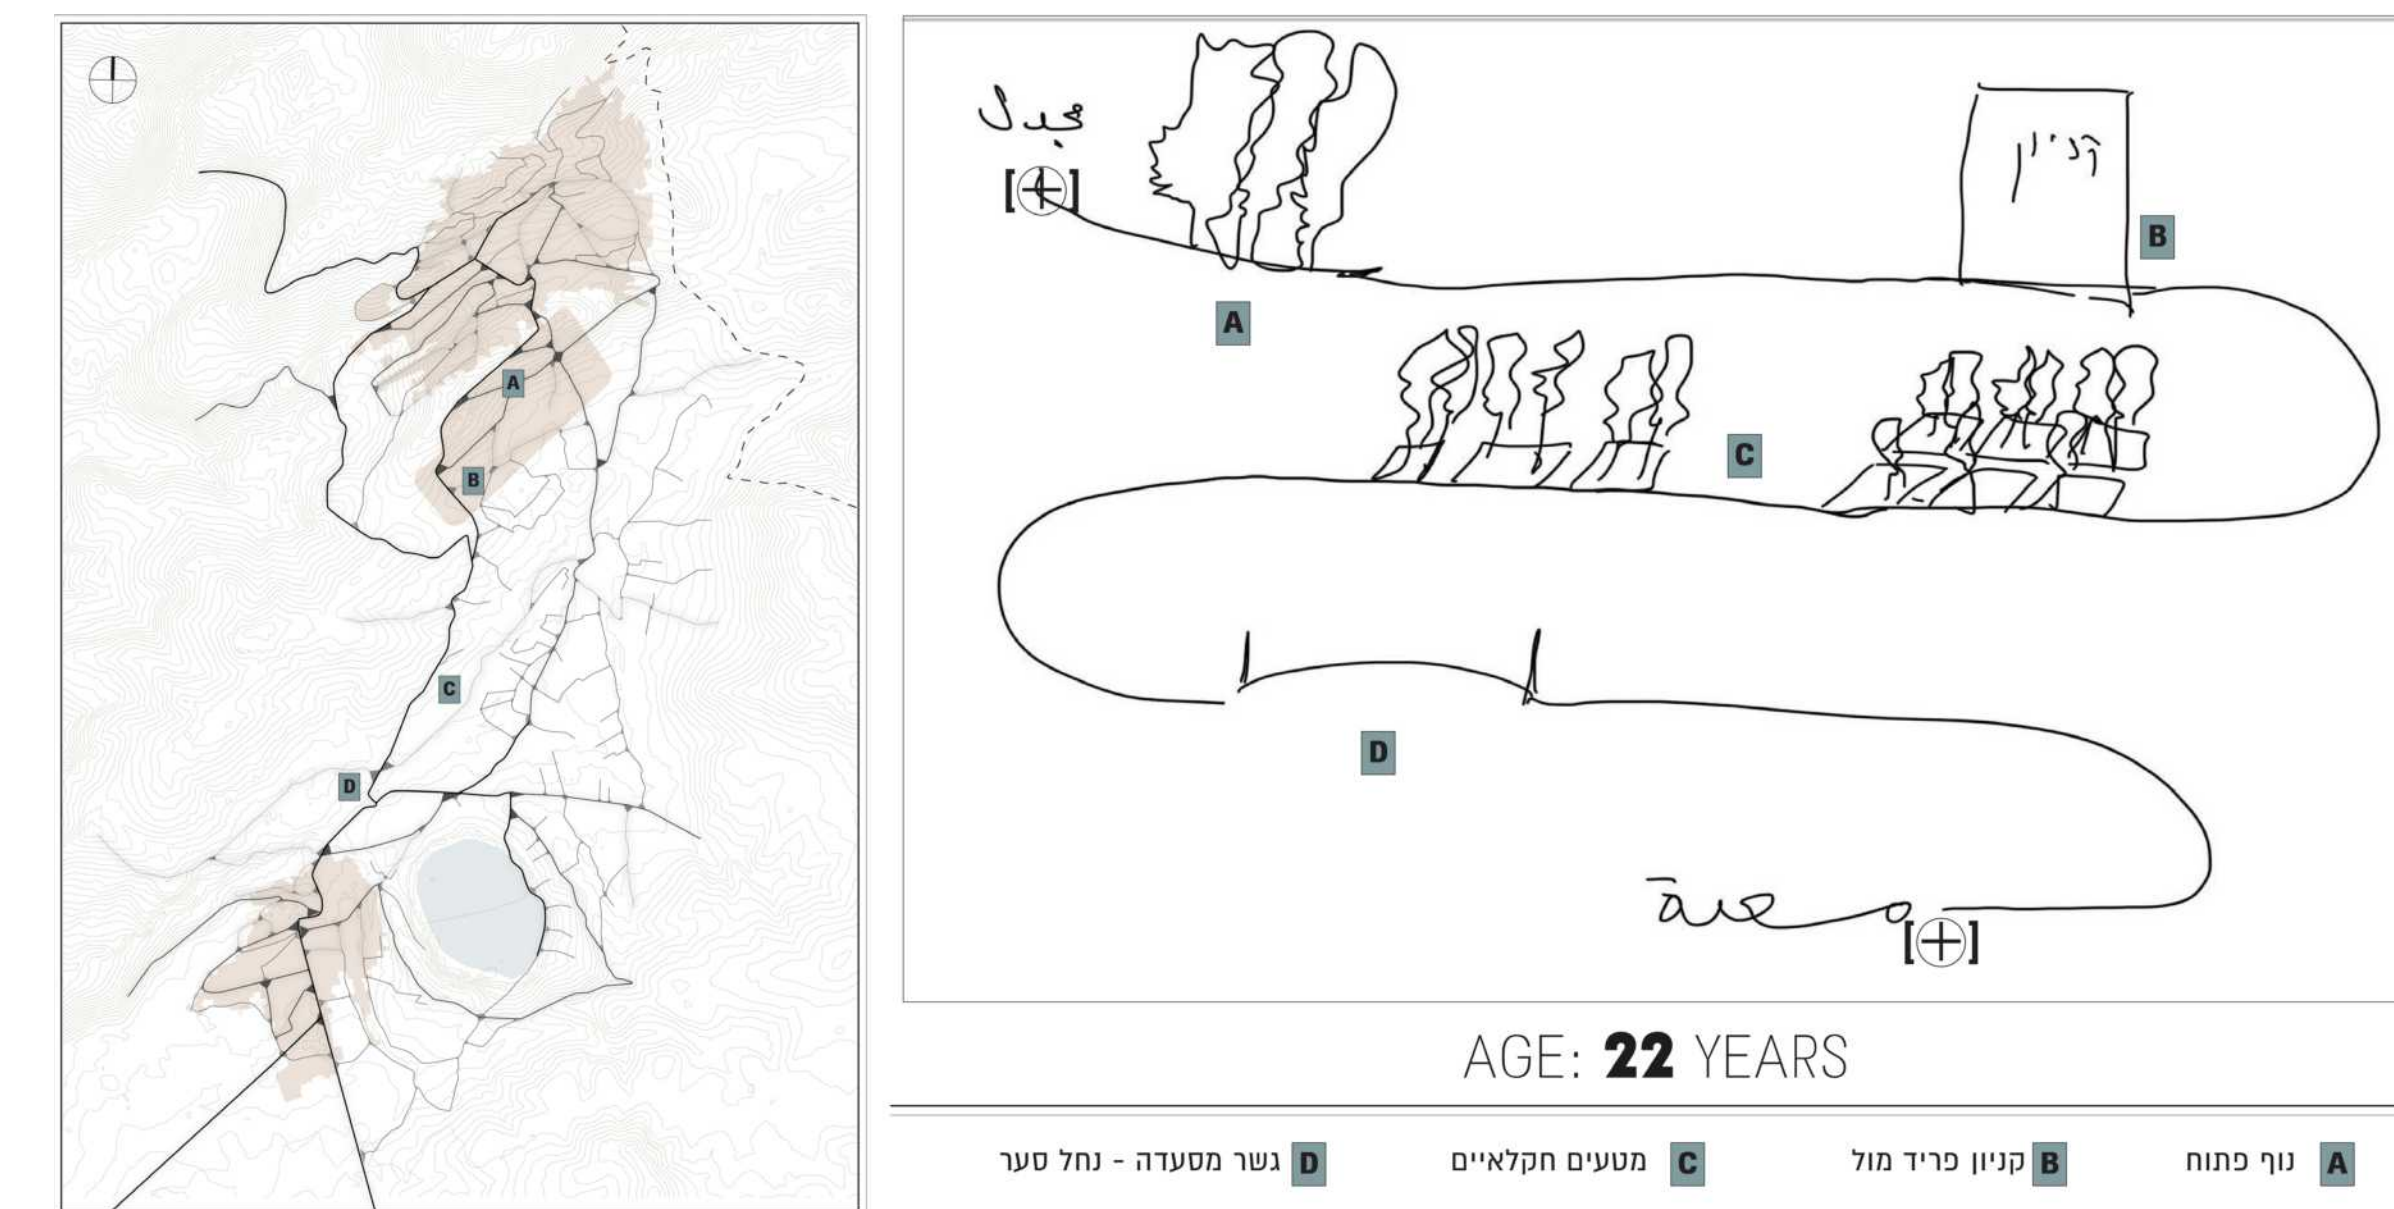 A
B
C
D
مجدل
קניון
B
A
C
D
مسعدة
AGE: 22 YEARS
A נוף פתוח
B קניון פריד מול
C מטעים חקלאיים
D גשר מסעדה - נחל סער